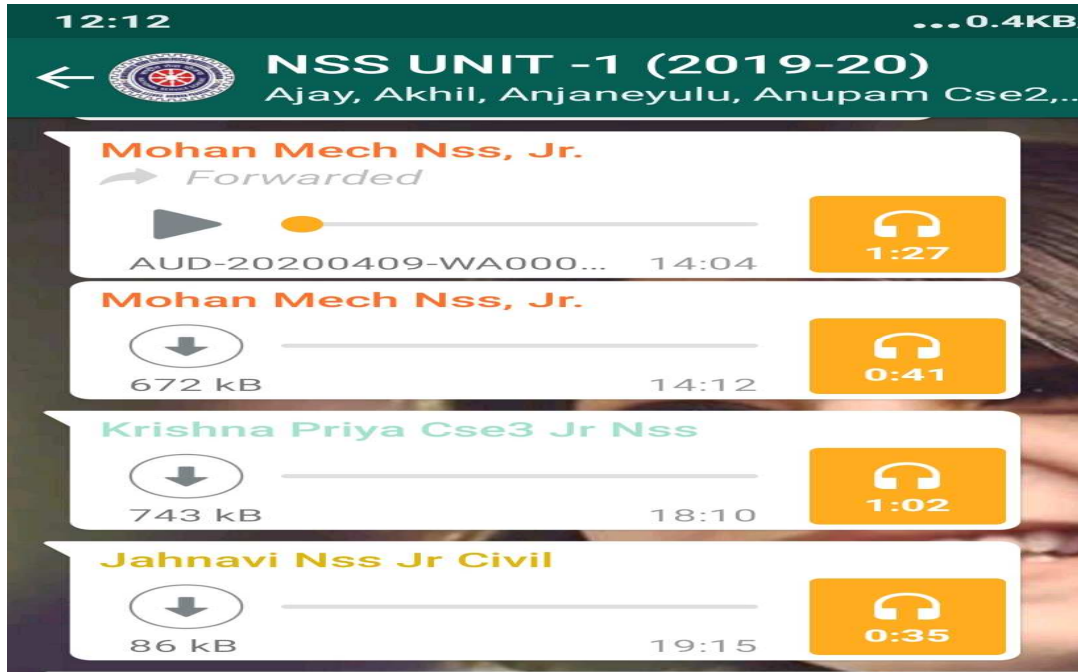 12:12 ...0.4KB
NSS UNIT -1 (2019-20)
Ajay, Akhil, Anjaneyulu, Anupam Cse2,..
Mohan Mech Nss, Jr.
Forwarded
1:27
AUD-20200409-WA000... 14:04
Mohan Mech Nss, Jr.
0:41
672 kB 14:12
Krishna Priya Cse3 Jr Nss
1:02
743 kB 18:10
Jahnavi Nss Jr Civil
0:35
86 kB 19:15